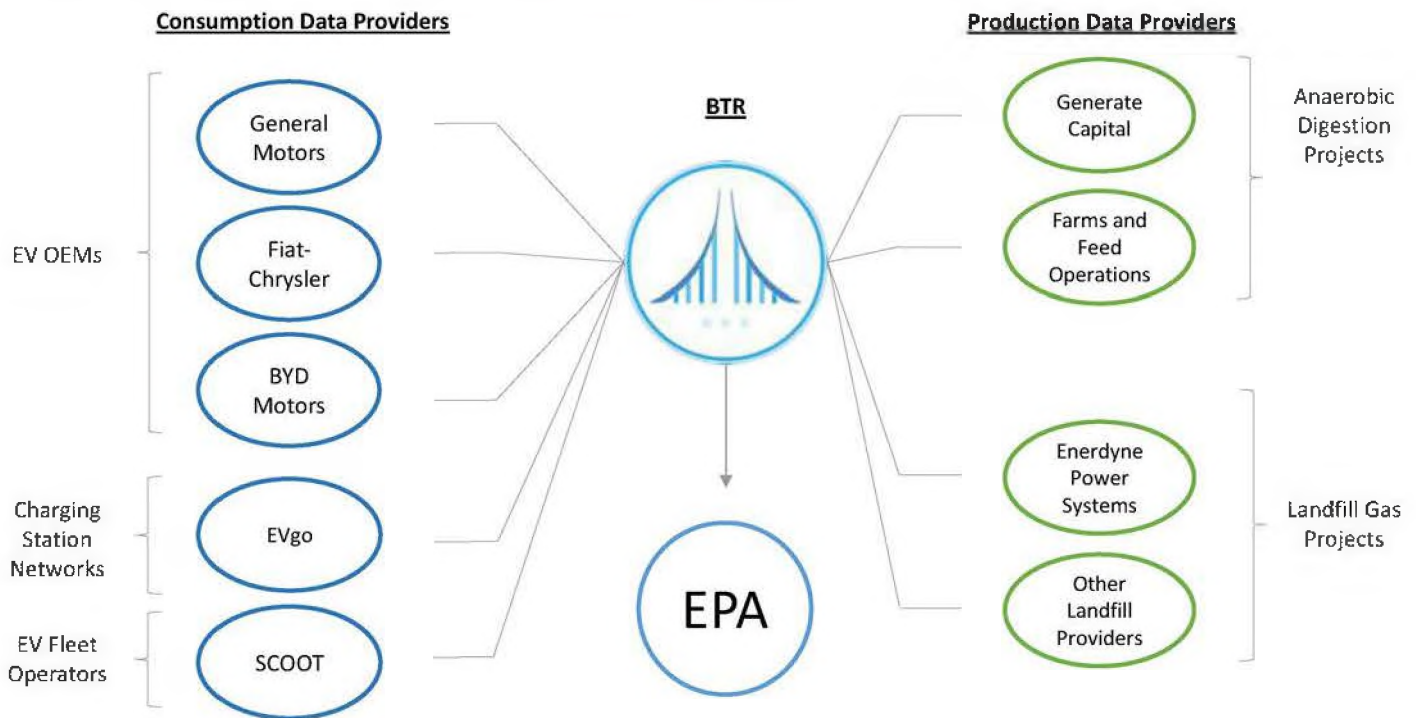 Consumption Data Providers
EV OEMs
General
Motors
Fiat-
Chrysler
BYD
Motors
Charging
Station
Networks
EVgo
EV Fleet
Operators
SCOOT
BTR
EPA
Production Data Providers
Generate
Capital
Farms and
Feed
Operations
Anaerobic
Digestion
Projects
Enerdyne
Power
Systems
Other
Landfill
Providers
Landfill Gas
Projects